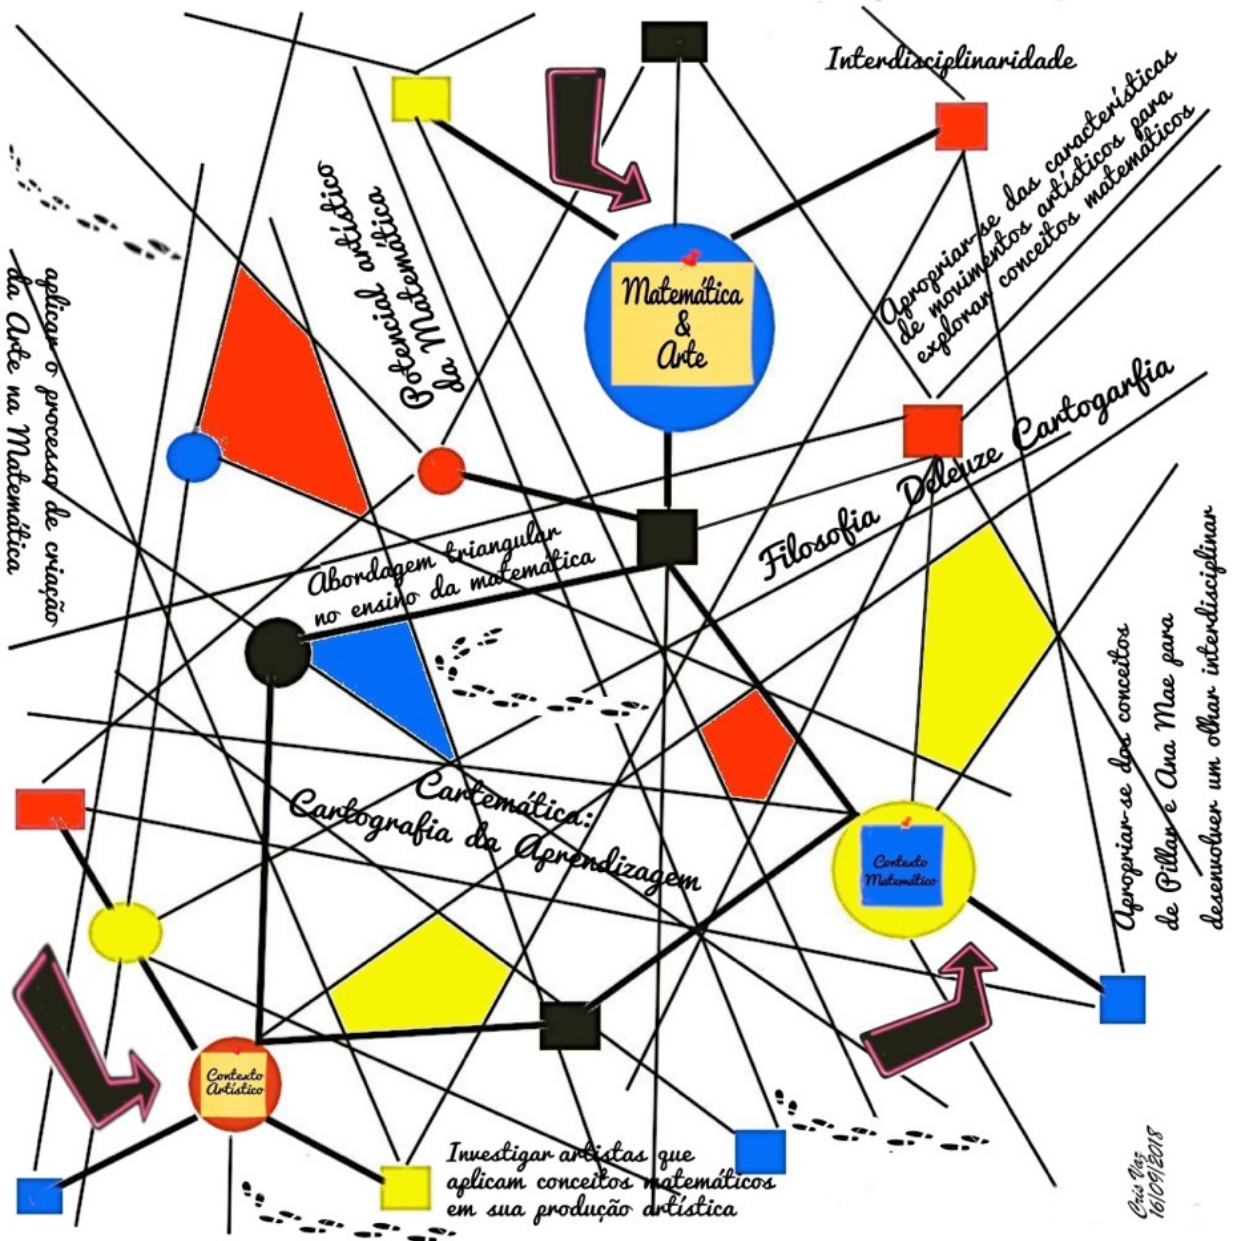 Interdisciplinaridade
Apropriar-se das características
de movimentos artísticos para
explorar conceitos matemáticos
Potencial artístico
da Matemática
Matemática
&
Arte
aplicar o processo de criação
da Arte na Matemática
Filosofia Deleuze Cartogarfia
Abordagem triangular
no ensino da matemática
Apropriar-se dos conceitos
de Pillar e Ana Mae para
desenvolver um olhar interdisciplinar
Cartemática:
Cartografia da Aprendizagem
Contexto
Matemático
Contexto
Artístico
Investigar artistas que
aplicam conceitos matemáticos
em sua produção artística
Cris Vaz
16/09/2018